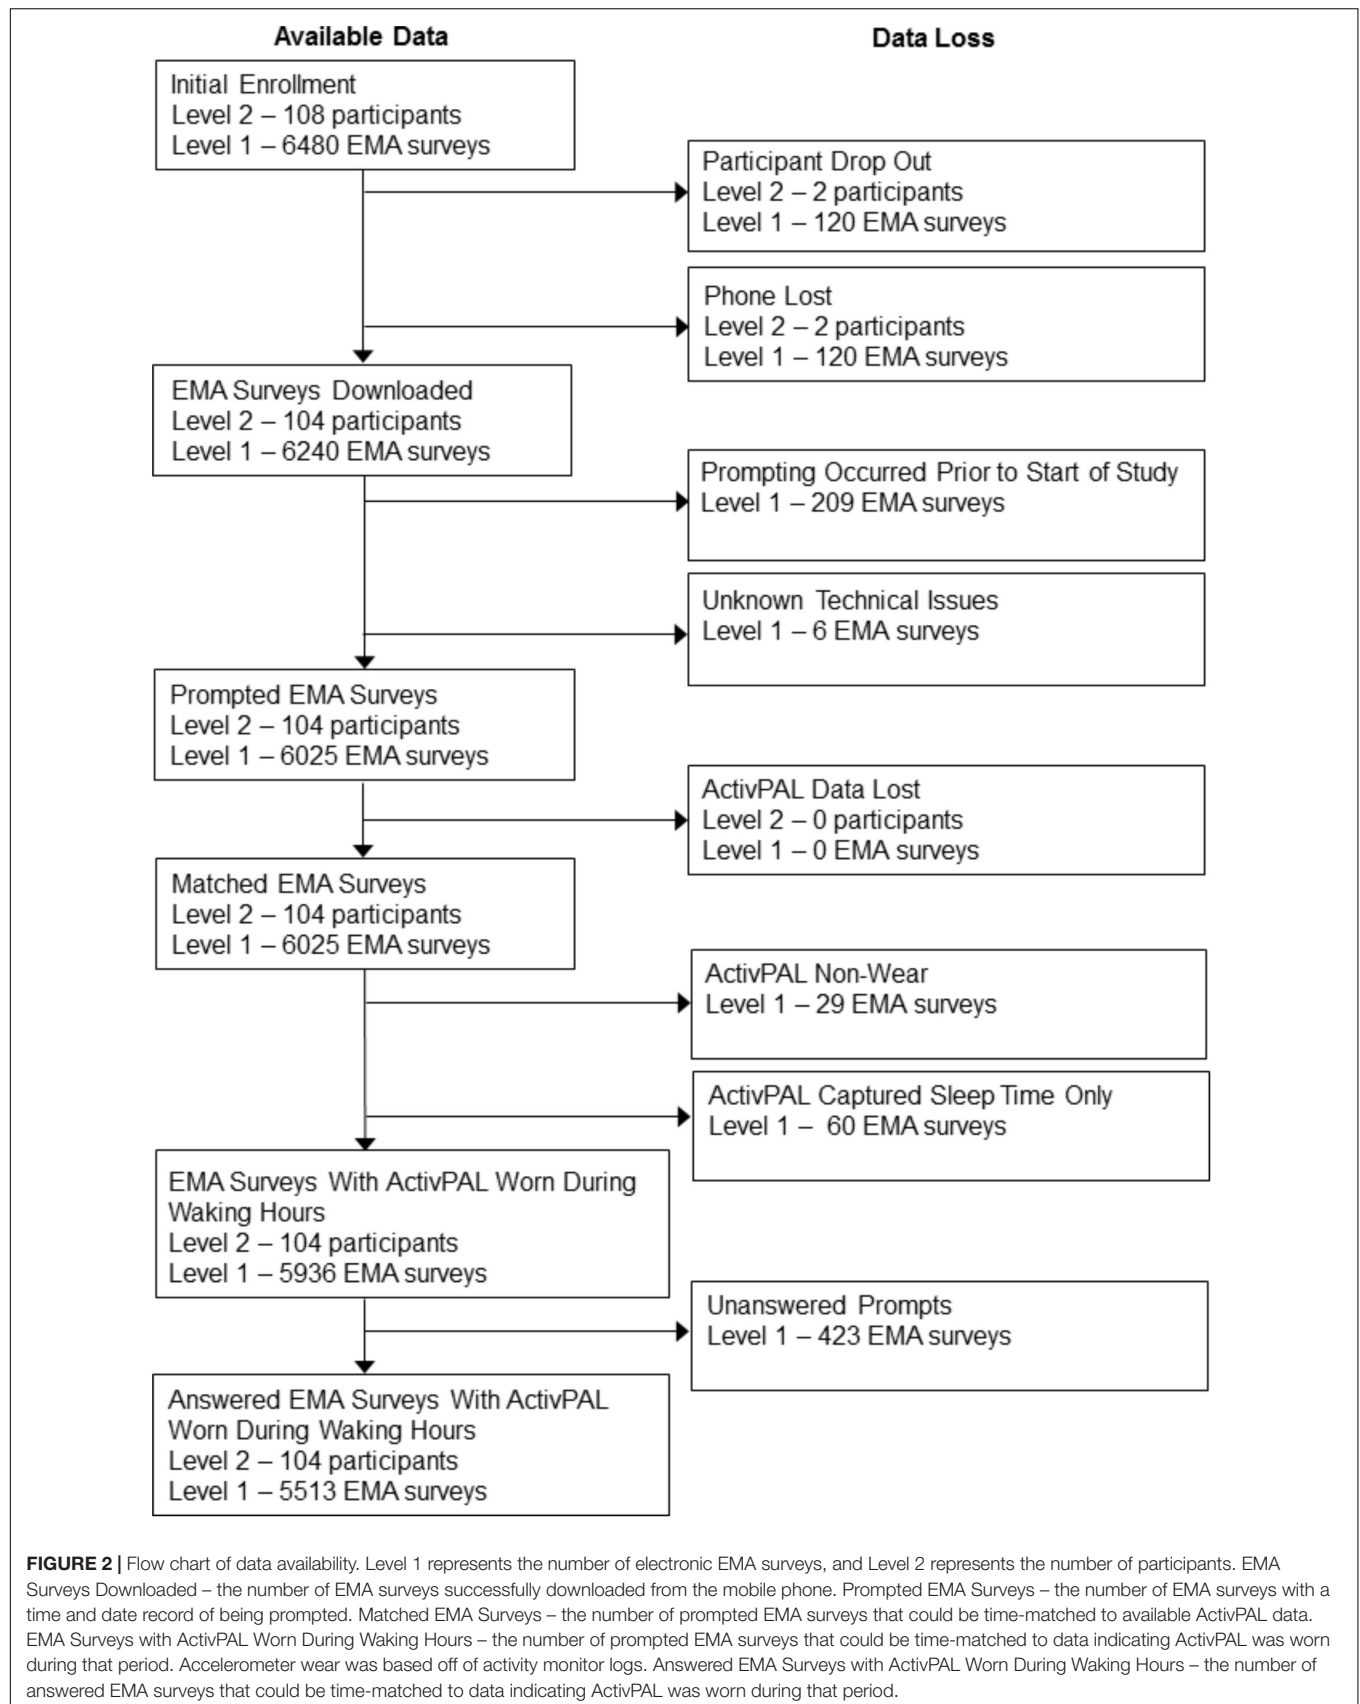 Available Data
Data Loss
Initial Enrollment
Level 2 – 108 participants
Level 1 – 6480 EMA surveys
Participant Drop Out
Level 2 – 2 participants
Level 1 – 120 EMA surveys
Phone Lost
Level 2 – 2 participants
Level 1 – 120 EMA surveys
EMA Surveys Downloaded
Level 2 – 104 participants
Level 1 – 6240 EMA surveys
Prompting Occurred Prior to Start of Study
Level 1 – 209 EMA surveys
Unknown Technical Issues
Level 1 – 6 EMA surveys
Prompted EMA Surveys
Level 2 – 104 participants
Level 1 – 6025 EMA surveys
ActivPAL Data Lost
Level 2 – 0 participants
Level 1 – 0 EMA surveys
Matched EMA Surveys
Level 2 – 104 participants
Level 1 – 6025 EMA surveys
ActivPAL Non-Wear
Level 1 – 29 EMA surveys
ActivPAL Captured Sleep Time Only
Level 1 – 60 EMA surveys
EMA Surveys With ActivPAL Worn During
Waking Hours
Level 2 – 104 participants
Level 1 – 5936 EMA surveys
Unanswered Prompts
Level 1 – 423 EMA surveys
Answered EMA Surveys With ActivPAL
Worn During Waking Hours
Level 2 – 104 participants
Level 1 – 5513 EMA surveys
FIGURE 2 | Flow chart of data availability. Level 1 represents the number of electronic EMA surveys, and Level 2 represents the number of participants. EMA
Surveys Downloaded – the number of EMA surveys successfully downloaded from the mobile phone. Prompted EMA Surveys – the number of EMA surveys with a
time and date record of being prompted. Matched EMA Surveys – the number of prompted EMA surveys that could be time-matched to available ActivPAL data.
EMA Surveys with ActivPAL Worn During Waking Hours – the number of prompted EMA surveys that could be time-matched to data indicating ActivPAL was worn
during that period. Accelerometer wear was based off of activity monitor logs. Answered EMA Surveys with ActivPAL Worn During Waking Hours – the number of
answered EMA surveys that could be time-matched to data indicating ActivPAL was worn during that period.